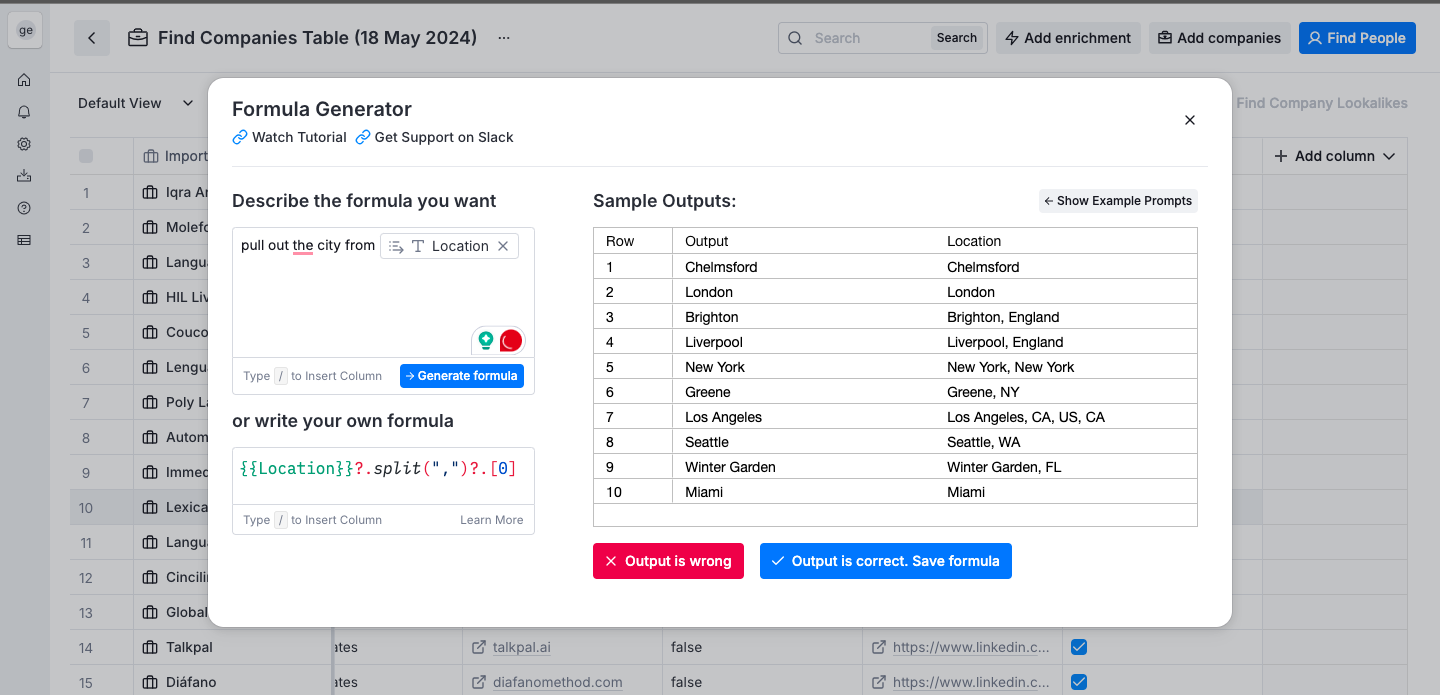 ge
Find Companies Table (18 May 2024)
Search
Search
Add enrichment
Add companies
Find People
Default View
Find Company Lookalikes
Import
Add column
Formula Generator
Watch Tutorial
Get Support on Slack
Describe the formula you want
pull out the city from Location
Type / to Insert Column
Generate formula
or write your own formula
{{Location}}?.split(",")?.[0]
Type / to Insert Column
Learn More
Sample Outputs:
Show Example Prompts
Row Output Location
1 Chelmsford Chelmsford
2 London London
3 Brighton Brighton, England
4 Liverpool Liverpool, England
5 New York New York, New York
6 Greene Greene, NY
7 Los Angeles Los Angeles, CA, US, CA
8 Seattle Seattle, WA
9 Winter Garden Winter Garden, FL
10 Miami Miami
Output is wrong
Output is correct. Save formula
1 Iqra Ar
2 Molefo
3 Langua
4 HIL Liv
5 Couco
6 Lengua
7 Poly La
8 Autom
9 Immed
10 Lexica
11 Langua
12 Cincilin
13 Global
14 Talkpal ates talkpal.ai false https://www.linkedin.c...
15 Diáfano ates diafanomethod.com false https://www.linkedin.c...